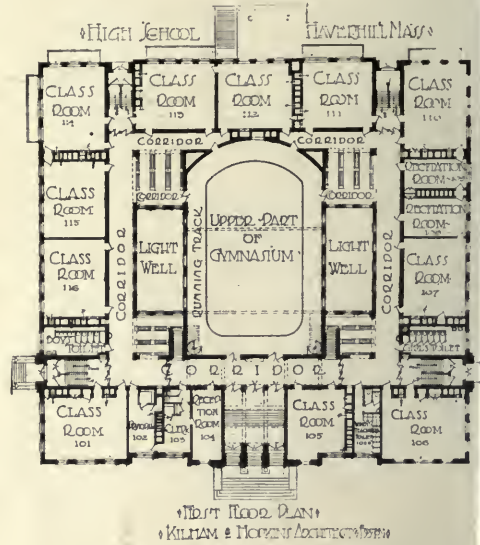 HIGH SCHOOL HAVERHILL MASS
CLASS ROOM 114
CLASS ROOM 113
CLASS ROOM 112
CLASS ROOM 111
CLASS ROOM 110
CORRIDOR
CORRIDOR
CORRIDOR
CORRIDOR
RECITATION ROOM
RECITATION ROOM
CLASS ROOM 115
CLASS ROOM 116
CORRIDOR
LIGHT WELL
RUNNING TRACK
UPPER PART OF GYMNASIUM
LIGHT WELL
CORRIDOR
CLASS ROOM 107
BOYS TOILET
GIRLS TOILET
CORRIDOR
CLASS ROOM 101
102
CLERK 103
RECEPTION ROOM 104
CLASS ROOM 105
CLASS ROOM 106
FIRST FLOOR PLAN
KILHAM & HOPKINS ARCHITECTS